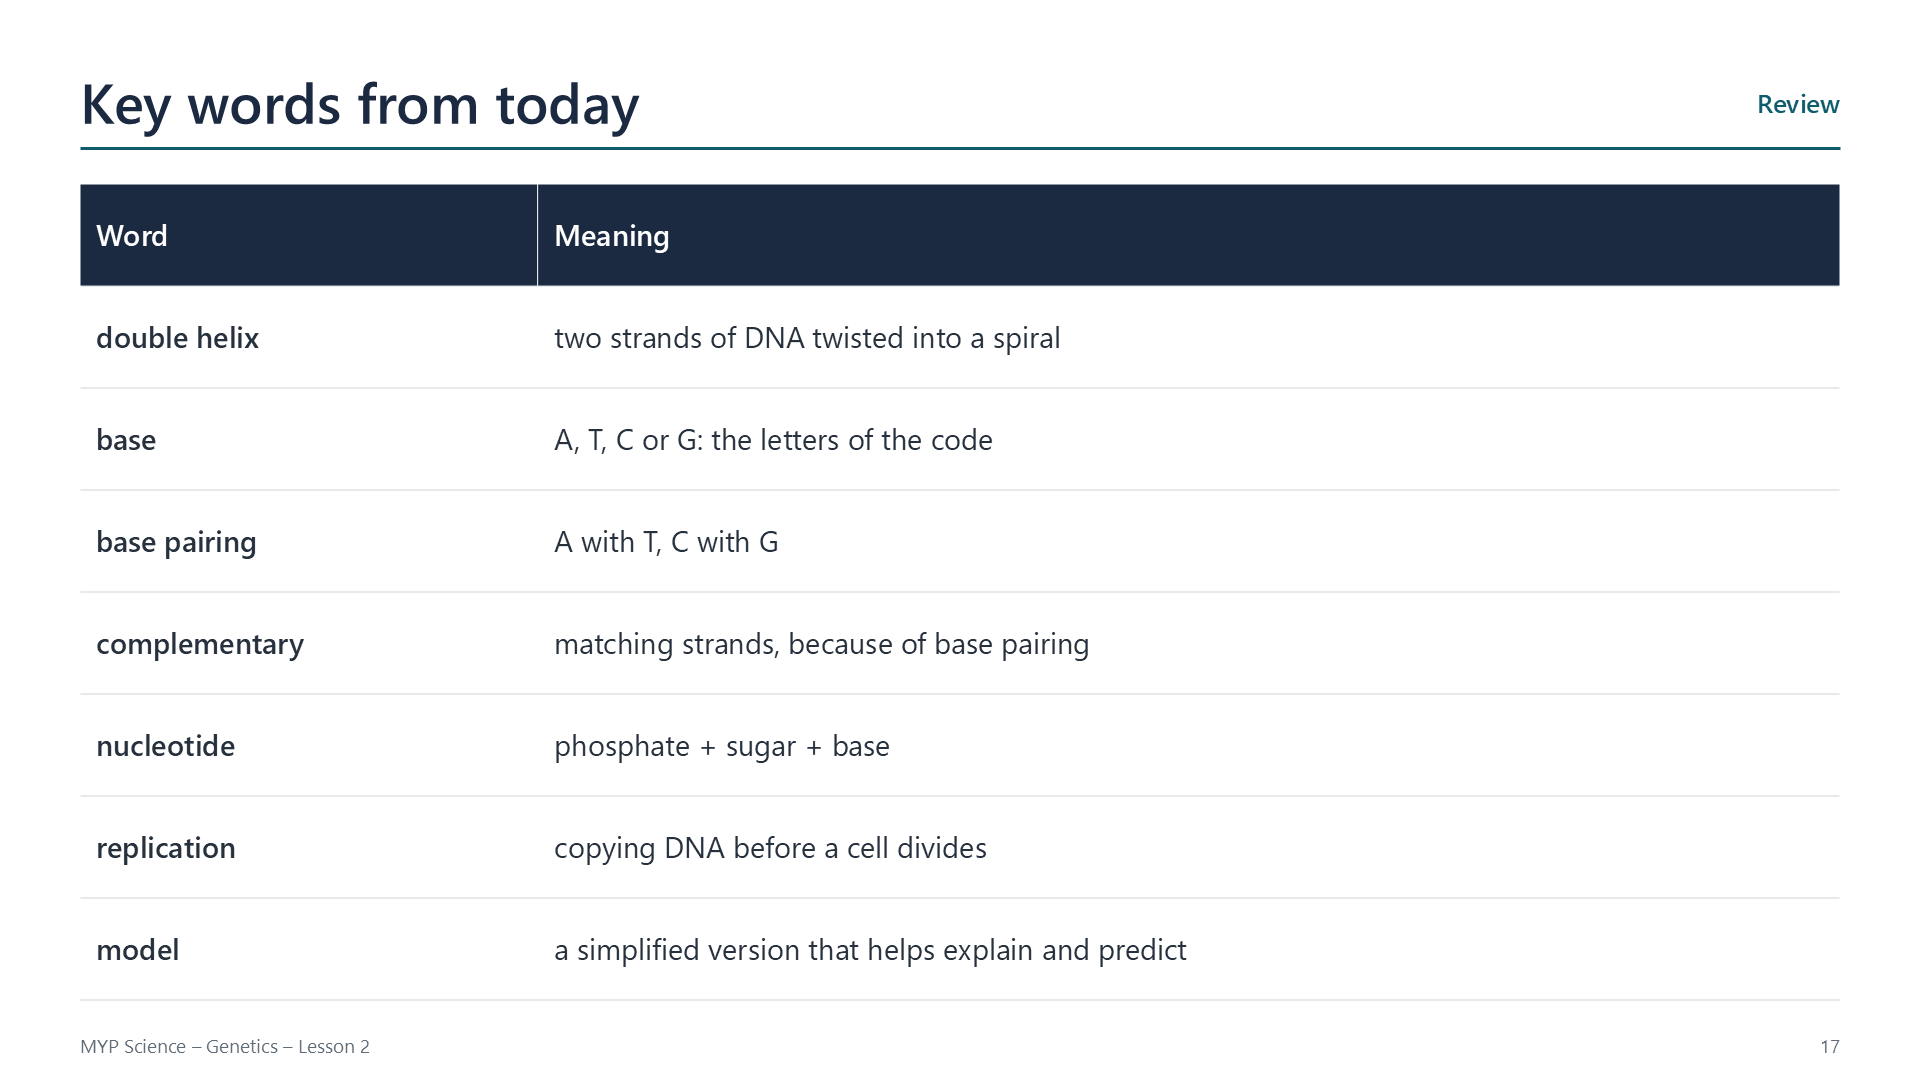 Key words from today
Review
Word Meaning
double helix two strands of DNA twisted into a spiral
base A, T, C or G: the letters of the code
base pairing A with T, C with G
complementary matching strands, because of base pairing
nucleotide phosphate + sugar + base
replication copying DNA before a cell divides
model a simplified version that helps explain and predict
MYP Science – Genetics – Lesson 2
17